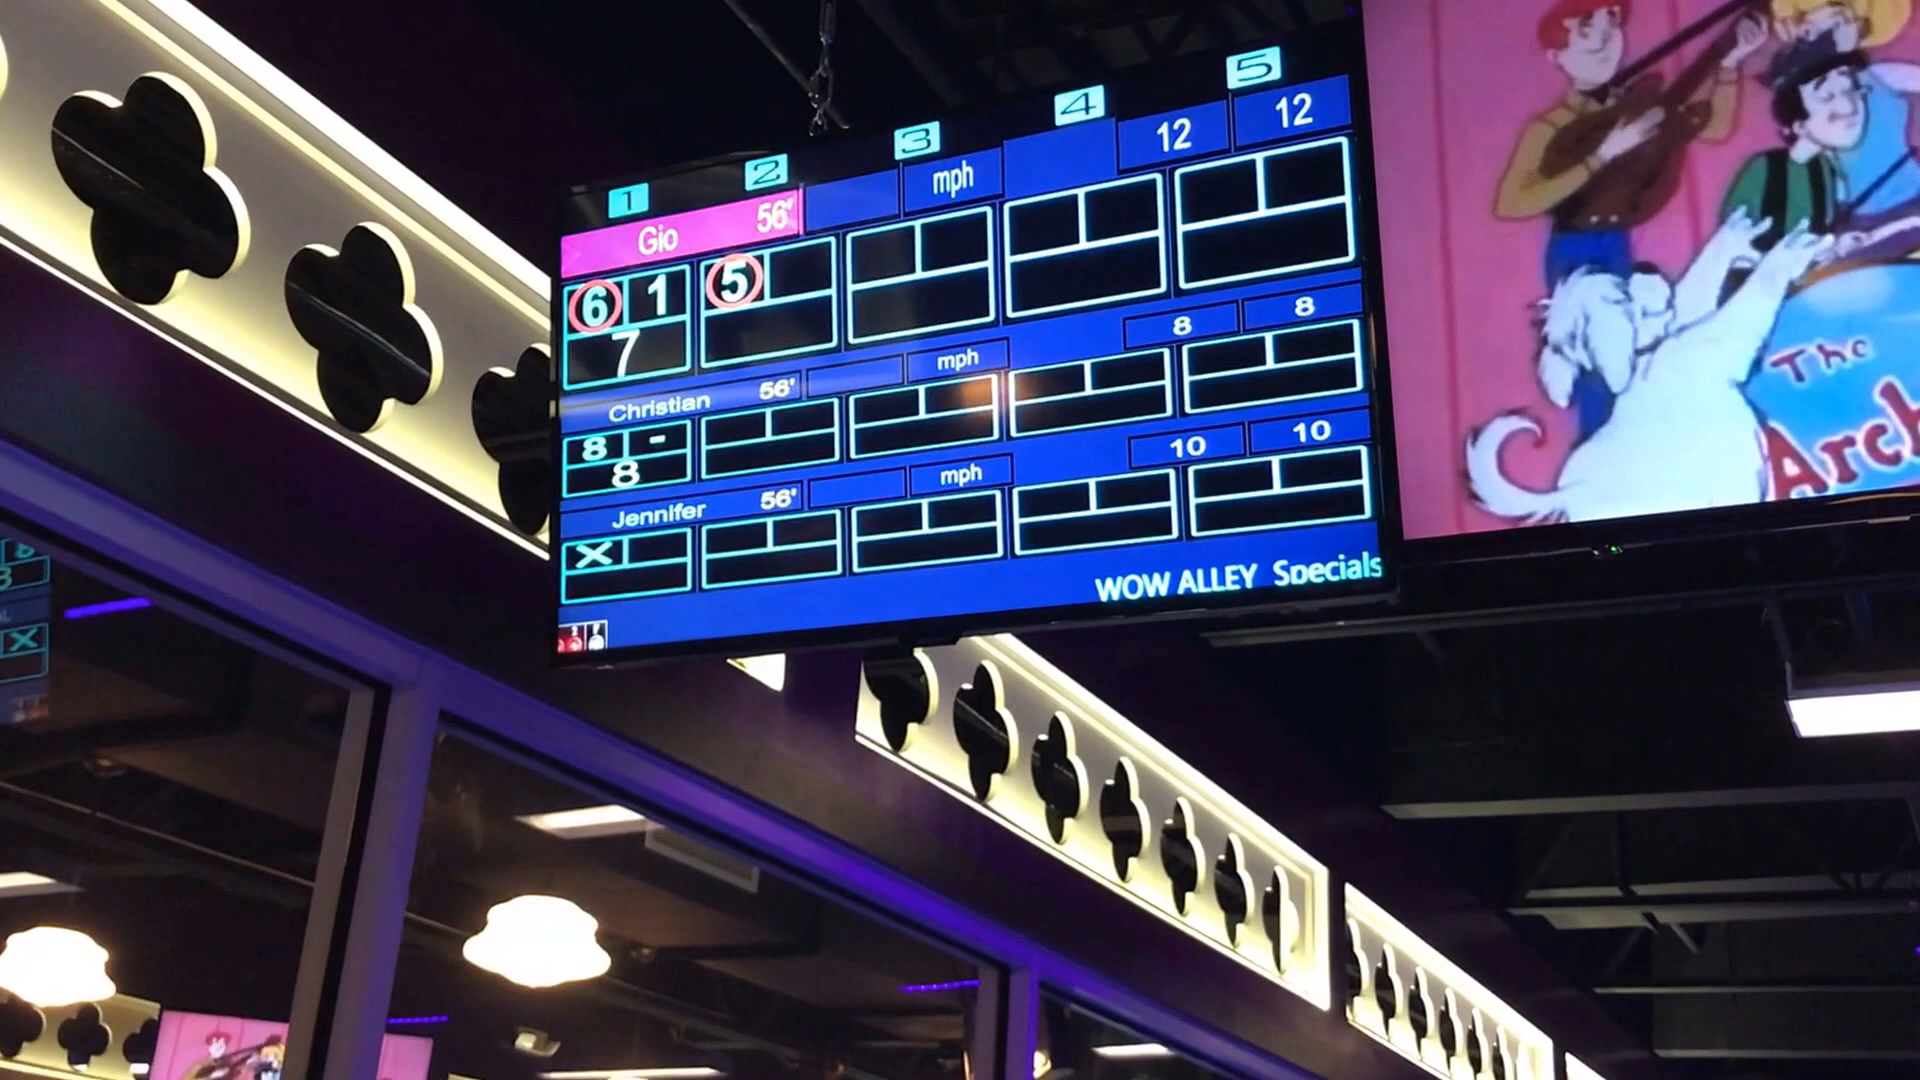 1 2 3 4 5
Gio 56' mph 12 12
6 1 5
7
Christian 56' mph 8 8
8 -
8
Jennifer 56' mph 10 10
X
WOW ALLEY Specials
The
Arch
X